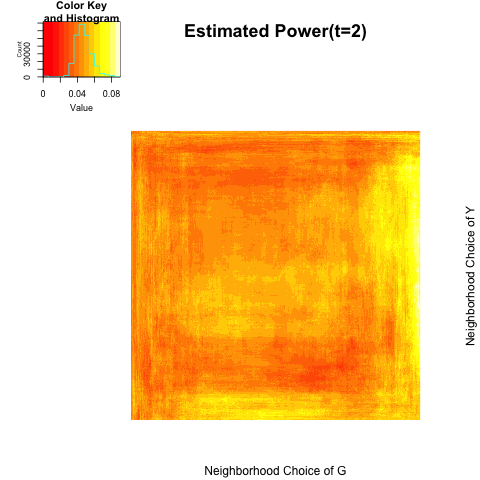 Color Key
and Histogram
Estimated Power(t=2)
Count
0 30000
0 0.04 0.08
Value
Neighborhood Choice of Y
Neighborhood Choice of G